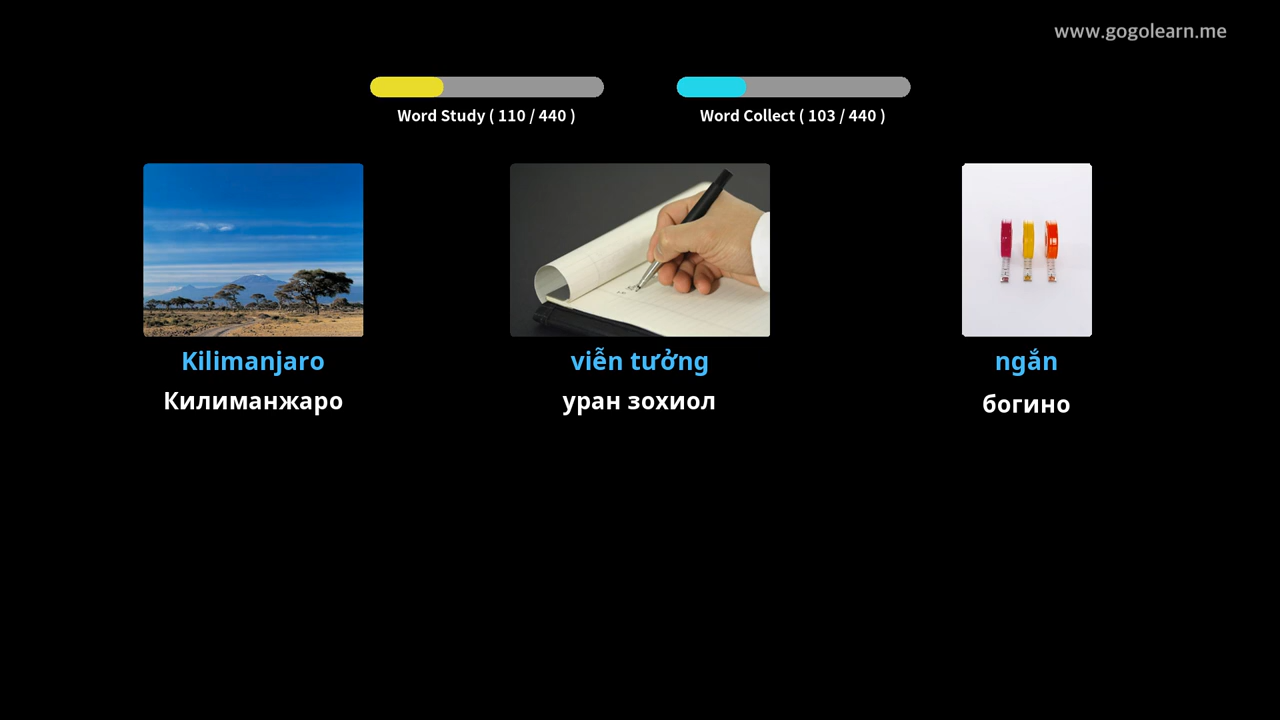 www.gogolearn.me
Word Study ( 110 / 440 )
Word Collect ( 103 / 440 )
Kilimanjaro
viễn tưởng
ngắn
Килиманжаро
уран зохиол
богино